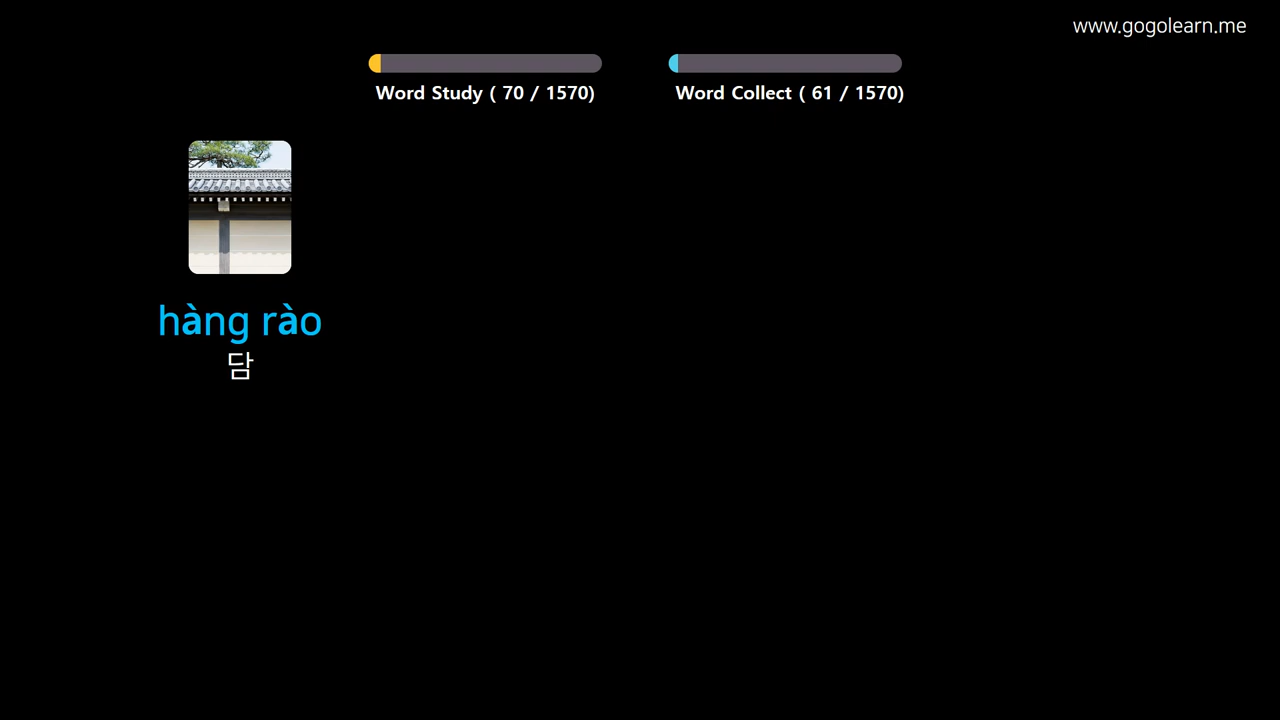 www.gogolearn.me
Word Study ( 70 / 1570)
Word Collect ( 61 / 1570)
hàng rào
담